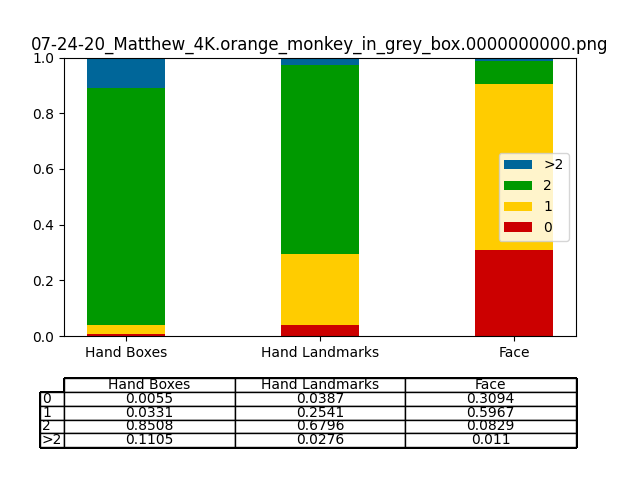 07-24-20_Matthew_4K.orange_monkey_in_grey_box.0000000000.png
1.0
0.8
0.6
0.4
0.2
0.0
>2
2
1
0
Hand Boxes Hand Landmarks Face
Hand Boxes Hand Landmarks Face
0 0.0055 0.0387 0.3094
1 0.0331 0.2541 0.5967
2 0.8508 0.6796 0.0829
>2 0.1105 0.0276 0.011